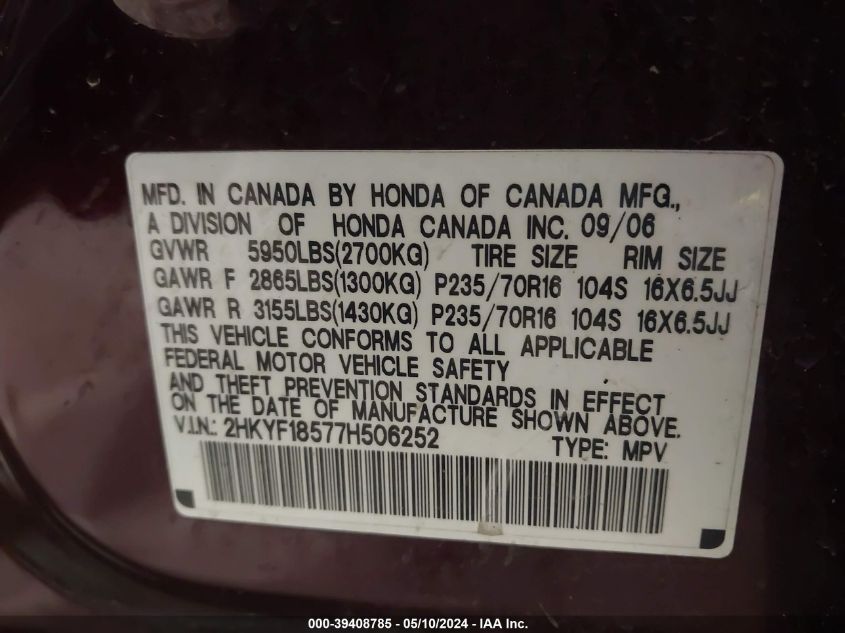 MFD. IN CANADA BY HONDA OF CANADA MFG.,
A DIVISION OF HONDA CANADA INC. 09/06
GVWR 5950LBS(2700KG) TIRE SIZE RIM SIZE
GAWR F 2865LBS(1300KG) P235/70R16 104S 16X6.5JJ
GAWR R 3155LBS(1430KG) P235/70R16 104S 16X6.5JJ
THIS VEHICLE CONFORMS TO ALL APPLICABLE
FEDERAL MOTOR VEHICLE SAFETY
AND THEFT PREVENTION STANDARDS IN EFFECT
ON THE DATE OF MANUFACTURE SHOWN ABOVE.
V.I.N.: 2HKYF18577H506252 TYPE: MPV
000-39408785 - 05/10/2024 - IAA Inc.